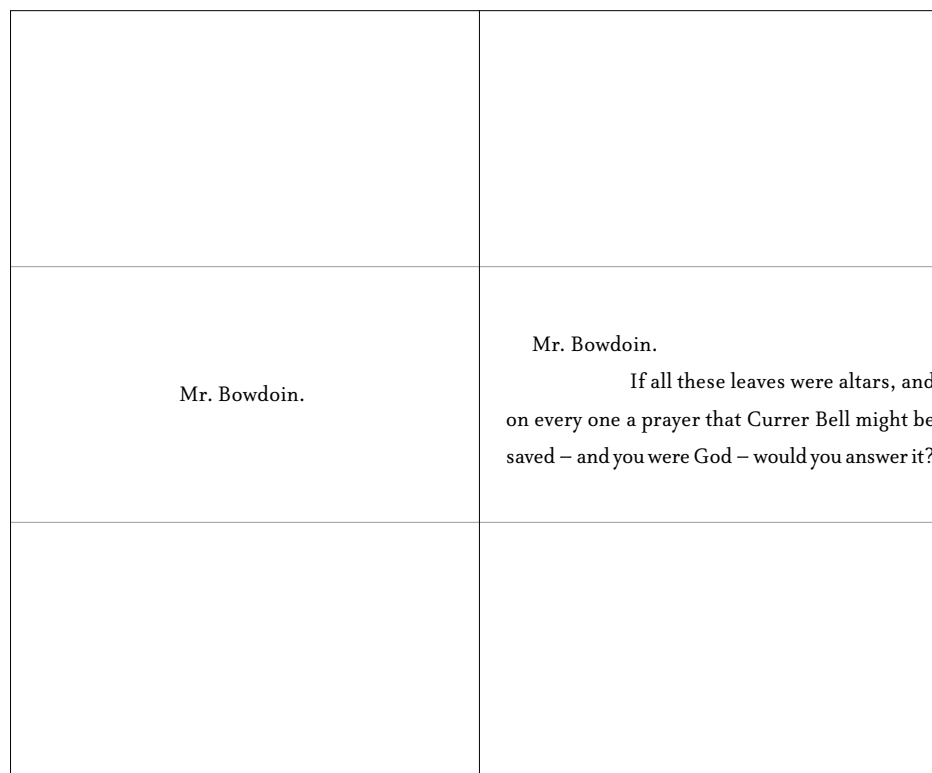 Mr. Bowdoin.
Mr. Bowdoin.
If all these leaves were altars, and
on every one a prayer that Currer Bell might be
saved – and you were God – would you answer it?